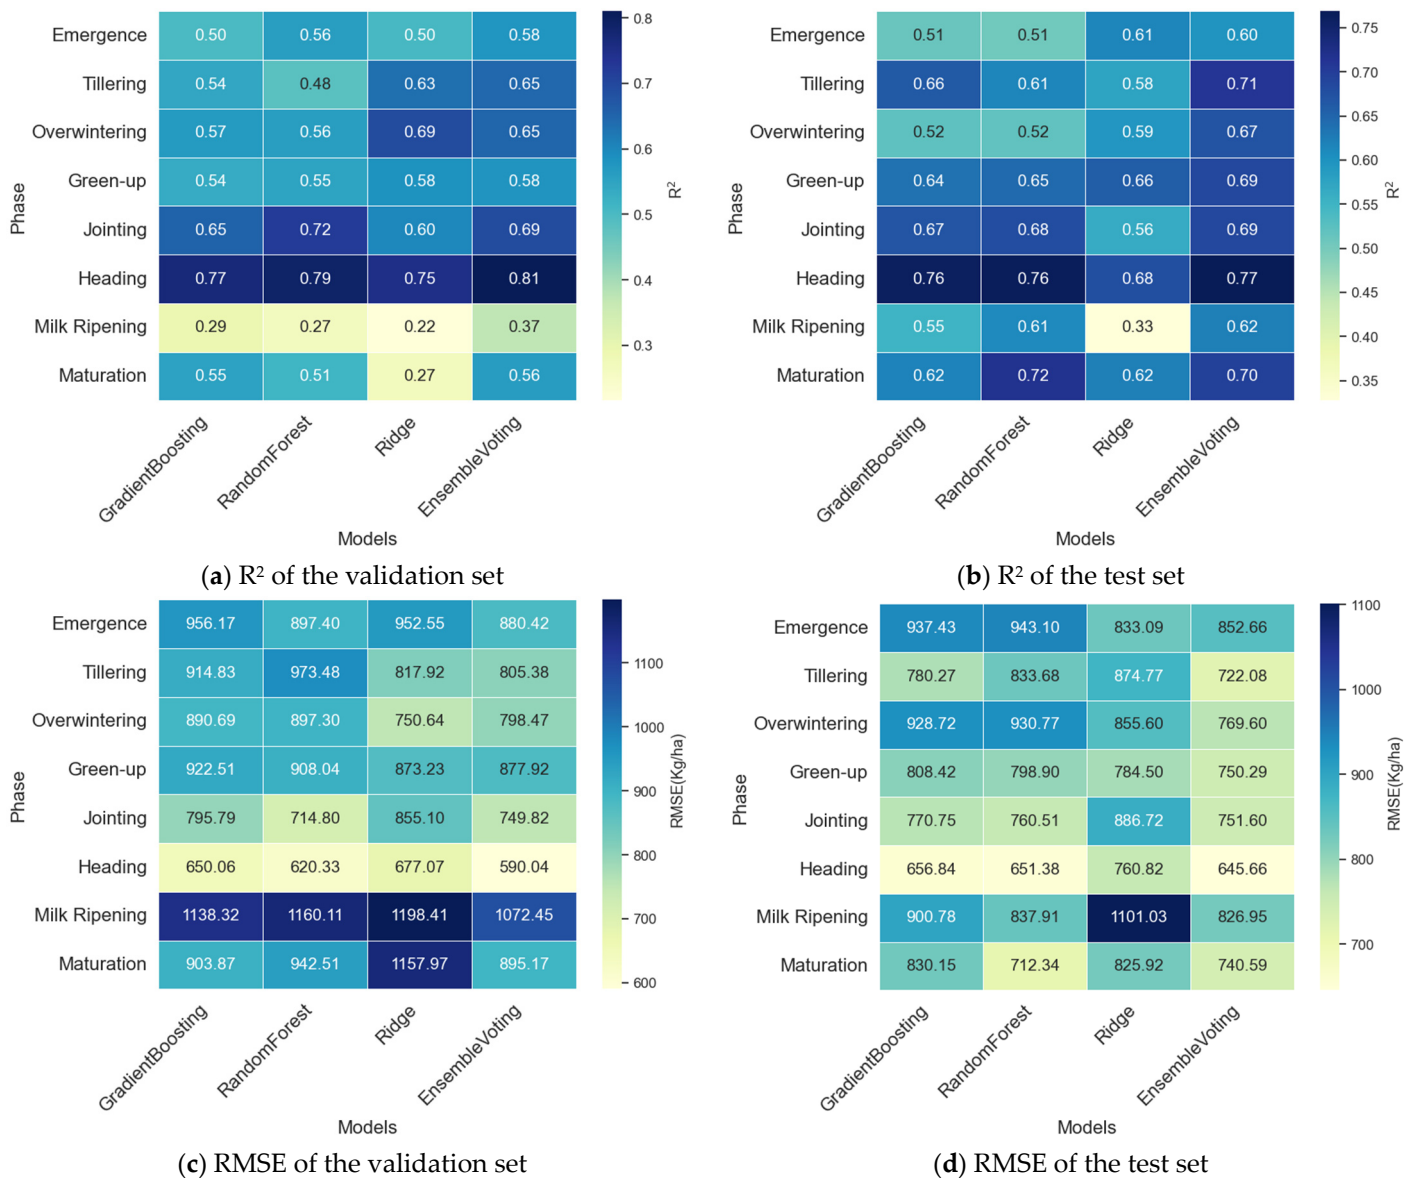 Emergence 0.50 0.56 0.50 0.58
Tillering 0.54 0.48 0.63 0.65
Overwintering 0.57 0.56 0.69 0.65
Green-up 0.54 0.55 0.58 0.58
Jointing 0.65 0.72 0.60 0.69
Heading 0.77 0.79 0.75 0.81
Milk Ripening 0.29 0.27 0.22 0.37
Maturation 0.55 0.51 0.27 0.56
Phase
GradientBoosting RandomForest Ridge EnsembleVoting
Models
0.8
0.7
0.6
0.5
0.4
0.3
R²
(a) R² of the validation set
Emergence 0.51 0.51 0.61 0.60
Tillering 0.66 0.61 0.58 0.71
Overwintering 0.52 0.52 0.59 0.67
Green-up 0.64 0.65 0.66 0.69
Jointing 0.67 0.68 0.56 0.69
Heading 0.76 0.76 0.68 0.77
Milk Ripening 0.55 0.61 0.33 0.62
Maturation 0.62 0.72 0.62 0.70
Phase
GradientBoosting RandomForest Ridge EnsembleVoting
Models
0.75
0.70
0.65
0.60
0.55
0.50
0.45
0.40
0.35
R²
(b) R² of the test set
Emergence 956.17 897.40 952.55 880.42
Tillering 914.83 973.48 817.92 805.38
Overwintering 890.69 897.30 750.64 798.47
Green-up 922.51 908.04 873.23 877.92
Jointing 795.79 714.80 855.10 749.82
Heading 650.06 620.33 677.07 590.04
Milk Ripening 1138.32 1160.11 1198.41 1072.45
Maturation 903.87 942.51 1157.97 895.17
Phase
GradientBoosting RandomForest Ridge EnsembleVoting
Models
1100
1000
900
800
700
600
RMSE(Kg/ha)
(c) RMSE of the validation set
Emergence 937.43 943.10 833.09 852.66
Tillering 780.27 833.68 874.77 722.08
Overwintering 928.72 930.77 855.60 769.60
Green-up 808.42 798.90 784.50 750.29
Jointing 770.75 760.51 886.72 751.60
Heading 656.84 651.38 760.82 645.66
Milk Ripening 900.78 837.91 1101.03 826.95
Maturation 830.15 712.34 825.92 740.59
Phase
GradientBoosting RandomForest Ridge EnsembleVoting
Models
1100
1000
900
800
700
RMSE(Kg/ha)
(d) RMSE of the test set